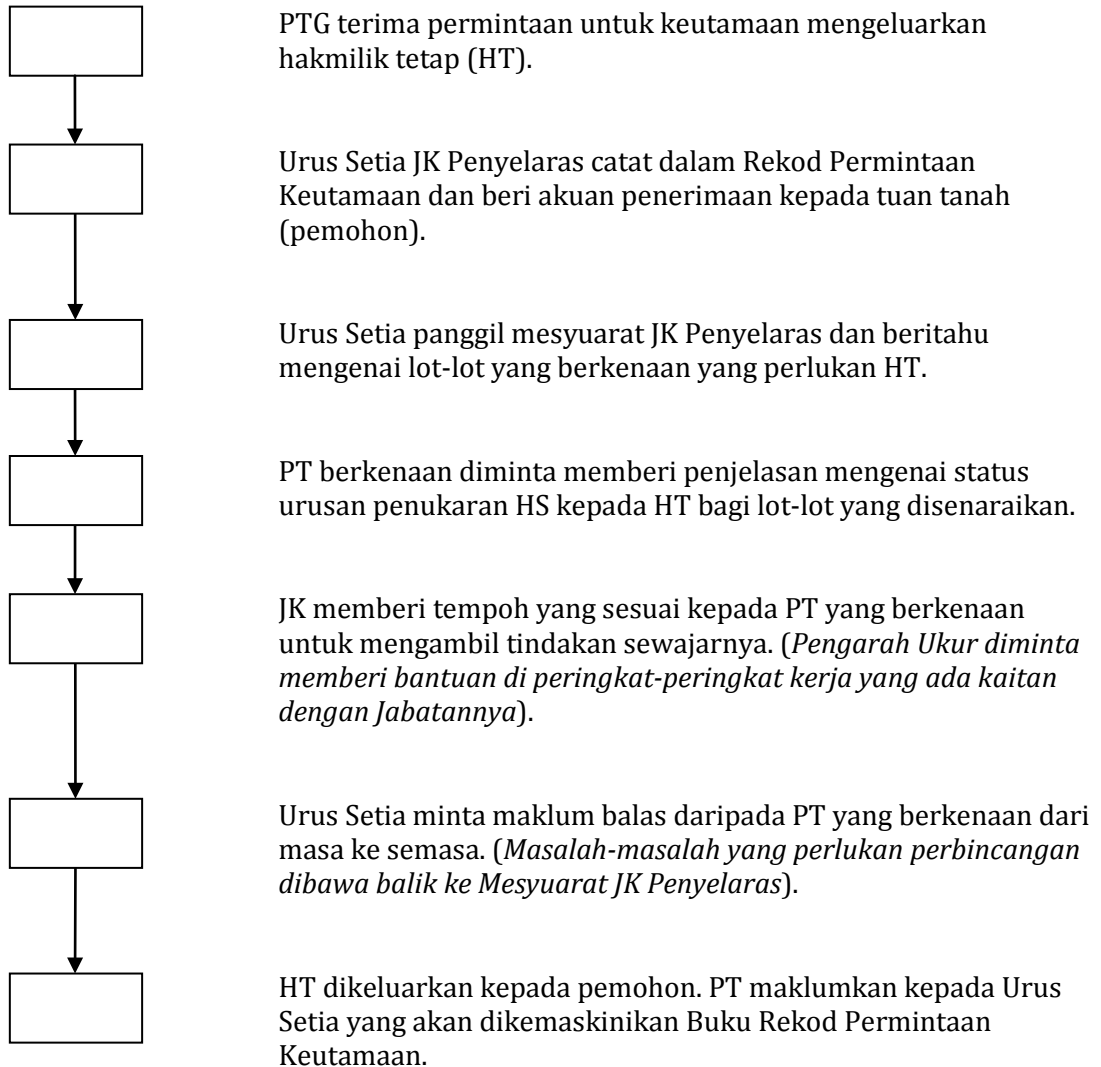 PTG terima permintaan untuk keutamaan mengeluarkan
hakmilik tetap (HT).
Urus Setia JK Penyelaras catat dalam Rekod Permintaan
Keutamaan dan beri akuan penerimaan kepada tuan tanah
(pemohon).
Urus Setia panggil mesyuarat JK Penyelaras dan beritahu
mengenai lot-lot yang berkenaan yang perlukan HT.
PT berkenaan diminta memberi penjelasan mengenai status
urusan penukaran HS kepada HT bagi lot-lot yang disenaraikan.
JK memberi tempoh yang sesuai kepada PT yang berkenaan
untuk mengambil tindakan sewajarnya. (Pengarah Ukur diminta
memberi bantuan di peringkat-peringkat kerja yang ada kaitan
dengan Jabatannya).
Urus Setia minta maklum balas daripada PT yang berkenaan dari
masa ke semasa. (Masalah-masalah yang perlukan perbincangan
dibawa balik ke Mesyuarat JK Penyelaras).
HT dikeluarkan kepada pemohon. PT maklumkan kepada Urus
Setia yang akan dikemaskinikan Buku Rekod Permintaan
Keutamaan.